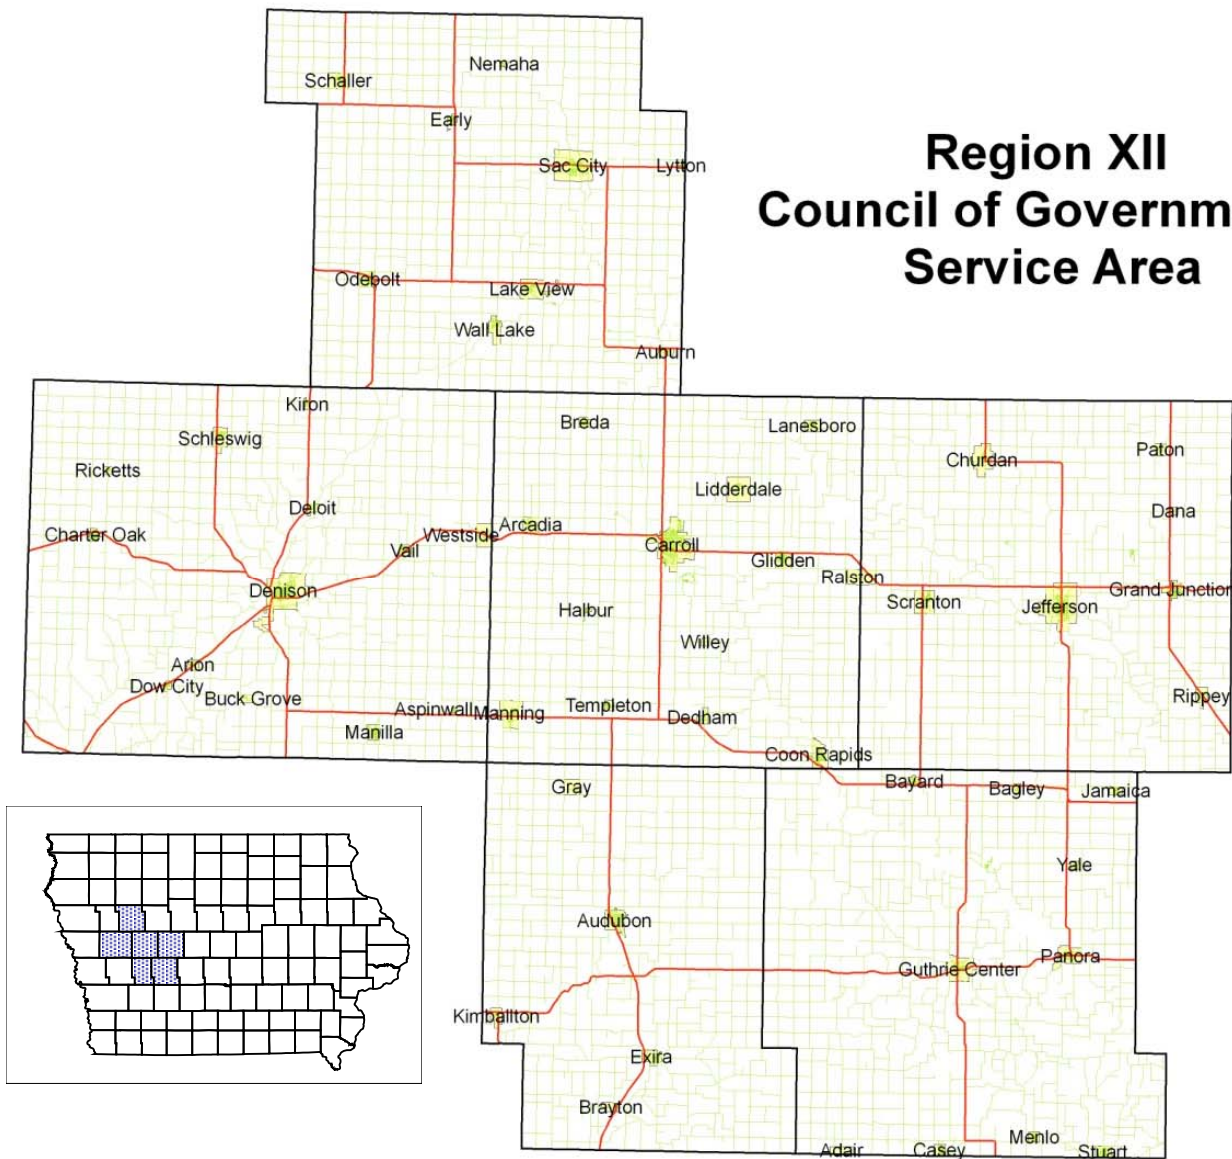 Region XII
Council of Governm
Service Area
Nemaha
Schaller
Early
Sac City
Lytton
Odebolt
Lake View
Wall Lake
Auburn
Kiron
Schleswig
Ricketts
Deloit
Charter Oak
Vail
Westside
Denison
Arion
Dow City
Buck Grove
Aspinwall
Manilla
Breda
Lanesboro
Lidderdale
Arcadia
Carroll
Glidden
Ralston
Halbur
Willey
Manning
Templeton
Dedham
Coon Rapids
Churdan
Paton
Dana
Scranton
Jefferson
Grand Junction
Rippey
Gray
Audubon
Kimballton
Exira
Brayton
Bayard
Bagley
Jamaica
Yale
Panora
Guthrie Center
Adair
Casey
Menlo
Stuart